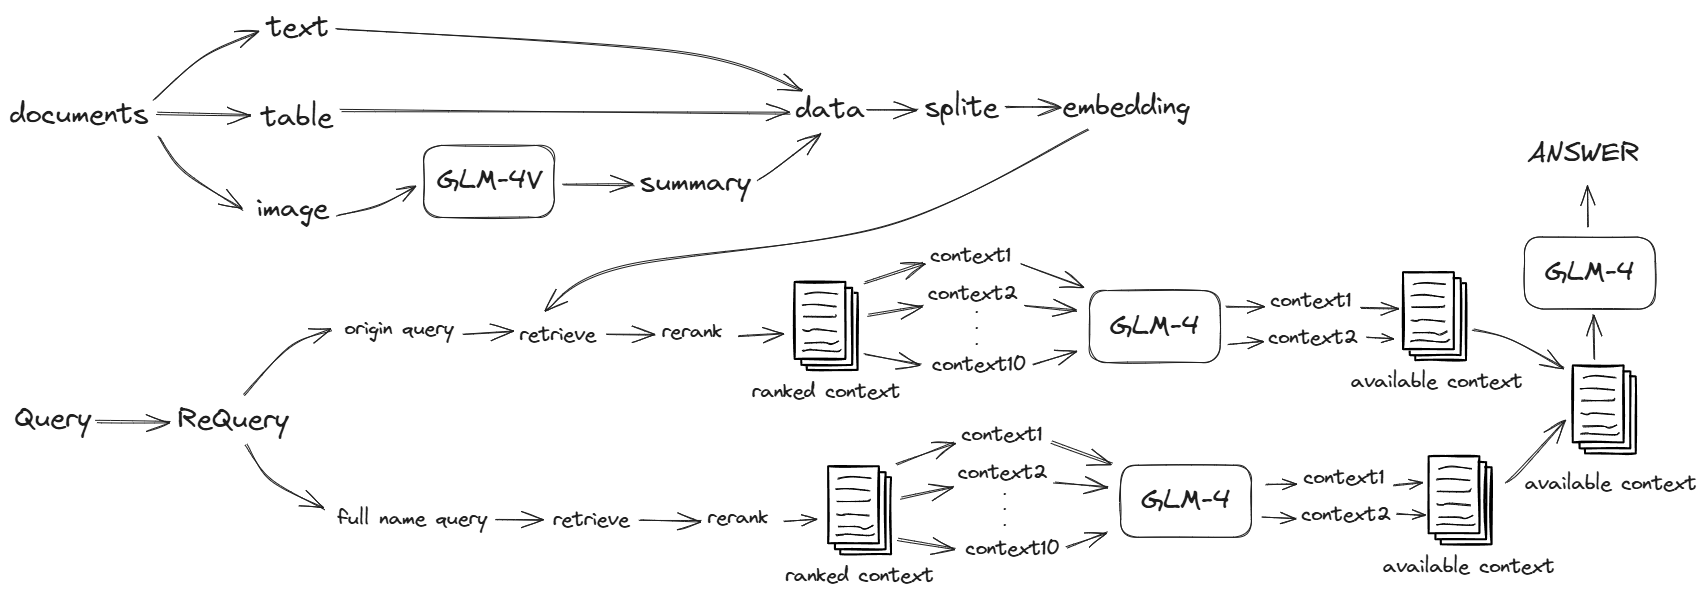 text
documents
table
data
splite
embedding
GLM-4V
image
summary
ANSWER
Query
ReQuery
origin query
retrieve
rerank
ranked context
context1
context2
context10
GLM-4
context1
context2
available context
full name query
retrieve
rerank
ranked context
context1
context2
context10
GLM-4
context1
context2
available context
available context
GLM-4